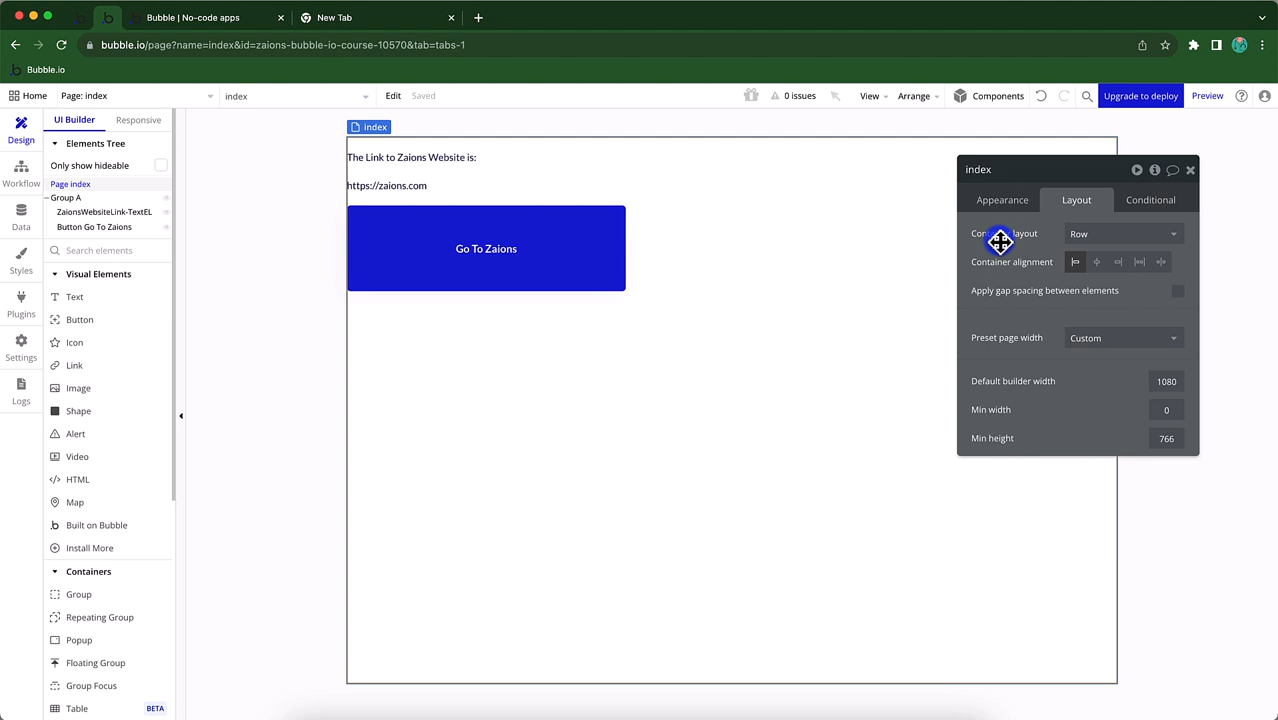 Bubble | No-code apps
New Tab
bubble.io/page?name=index&id=zaions-bubble-io-course-10570&tab=tabs-1
Bubble.io
Home
Page: index
index
Edit
Saved
0 issues
View
Arrange
Components
Upgrade to deploy
Preview
Design
Workflow
Data
Styles
Plugins
Settings
Logs
UI Builder
Responsive
Elements Tree
Only show hideable
Page index
Group A
ZaionsWebsiteLink-TextEL
Button Go To Zaions
Search elements
Visual Elements
Text
Button
Icon
Link
Image
Shape
Alert
Video
HTML
Map
Built on Bubble
Install More
Containers
Group
Repeating Group
Popup
Floating Group
Group Focus
Table
BETA
index
The Link to Zaions Website is:
https://zaions.com
Go To Zaions
index
Appearance
Layout
Conditional
Container layout
Row
Container alignment
Apply gap spacing between elements
Preset page width
Custom
Default builder width
1080
Min width
0
Min height
766